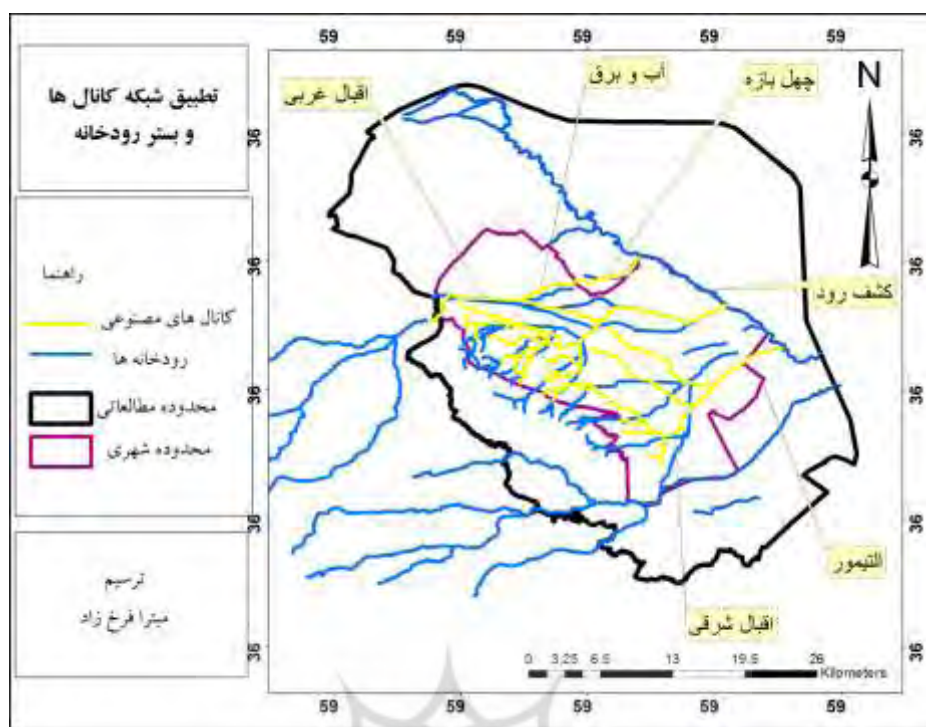 تطبیق شبکه کانال ها
و بستر رودخانه
راهنما
کانال های مصنوعی
رودخانه ها
محدوده مطالعاتی
محدوده شهری
ترسیم
میترا فرخ زاد
59 59 59 59 59
اقبال غربی
آب و برق
چهل بازه
N
36 36
36 36
کشف رود
36 36
التیمور
36 36
اقبال شرقی
36 36
0 3.25 6.5 13 19.5 26
Kilometers
59 59 59 59 59